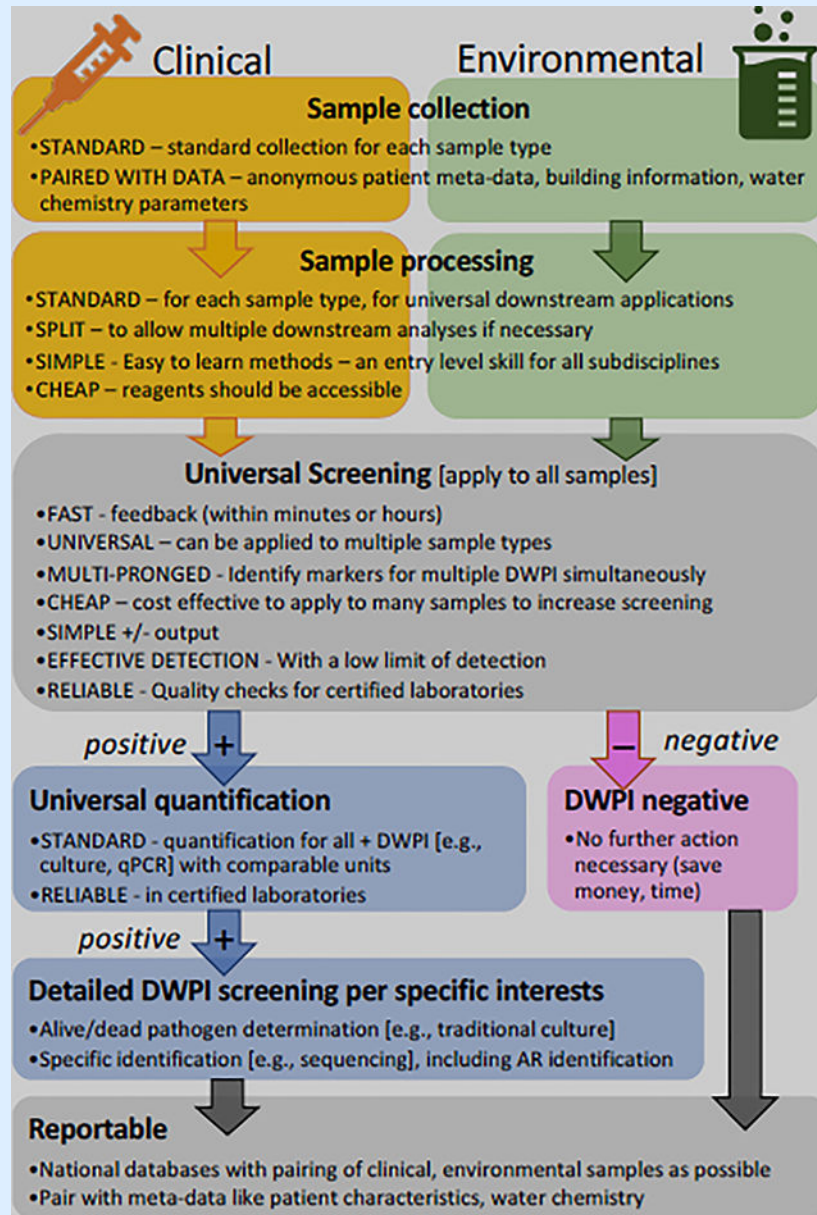 Clinical
Environmental
Sample collection
•STANDARD – standard collection for each sample type
•PAIRED WITH DATA – anonymous patient meta-data, building information, water
chemistry parameters
Sample processing
•STANDARD – for each sample type, for universal downstream applications
•SPLIT – to allow multiple downstream analyses if necessary
•SIMPLE - Easy to learn methods – an entry level skill for all subdisciplines
•CHEAP – reagents should be accessible
Universal Screening [apply to all samples]
•FAST - feedback (within minutes or hours)
•UNIVERSAL – can be applied to multiple sample types
•MULTI-PRONGED - Identify markers for multiple DWPI simultaneously
•CHEAP – cost effective to apply to many samples to increase screening
•SIMPLE +/- output
•EFFECTIVE DETECTION - With a low limit of detection
•RELIABLE - Quality checks for certified laboratories
positive +
– negative
Universal quantification
•STANDARD - quantification for all + DWPI [e.g.,
culture, qPCR] with comparable units
•RELIABLE - in certified laboratories
DWPI negative
•No further action
necessary (save
money, time)
positive +
Detailed DWPI screening per specific interests
•Alive/dead pathogen determination [e.g., traditional culture]
•Specific identification [e.g., sequencing], including AR identification
Reportable
•National databases with pairing of clinical, environmental samples as possible
•Pair with meta-data like patient characteristics, water chemistry